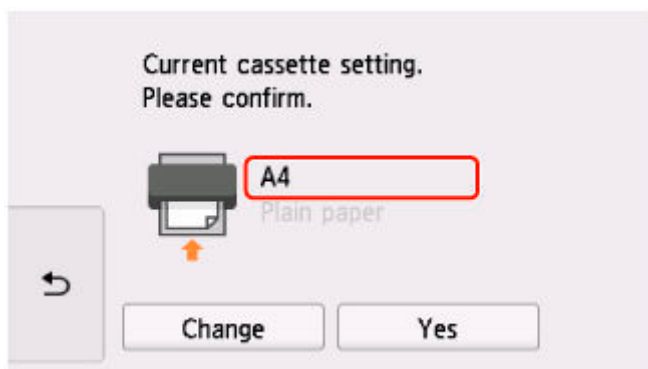 Current cassette setting.
Please confirm.
A4
Plain paper
Change
Yes